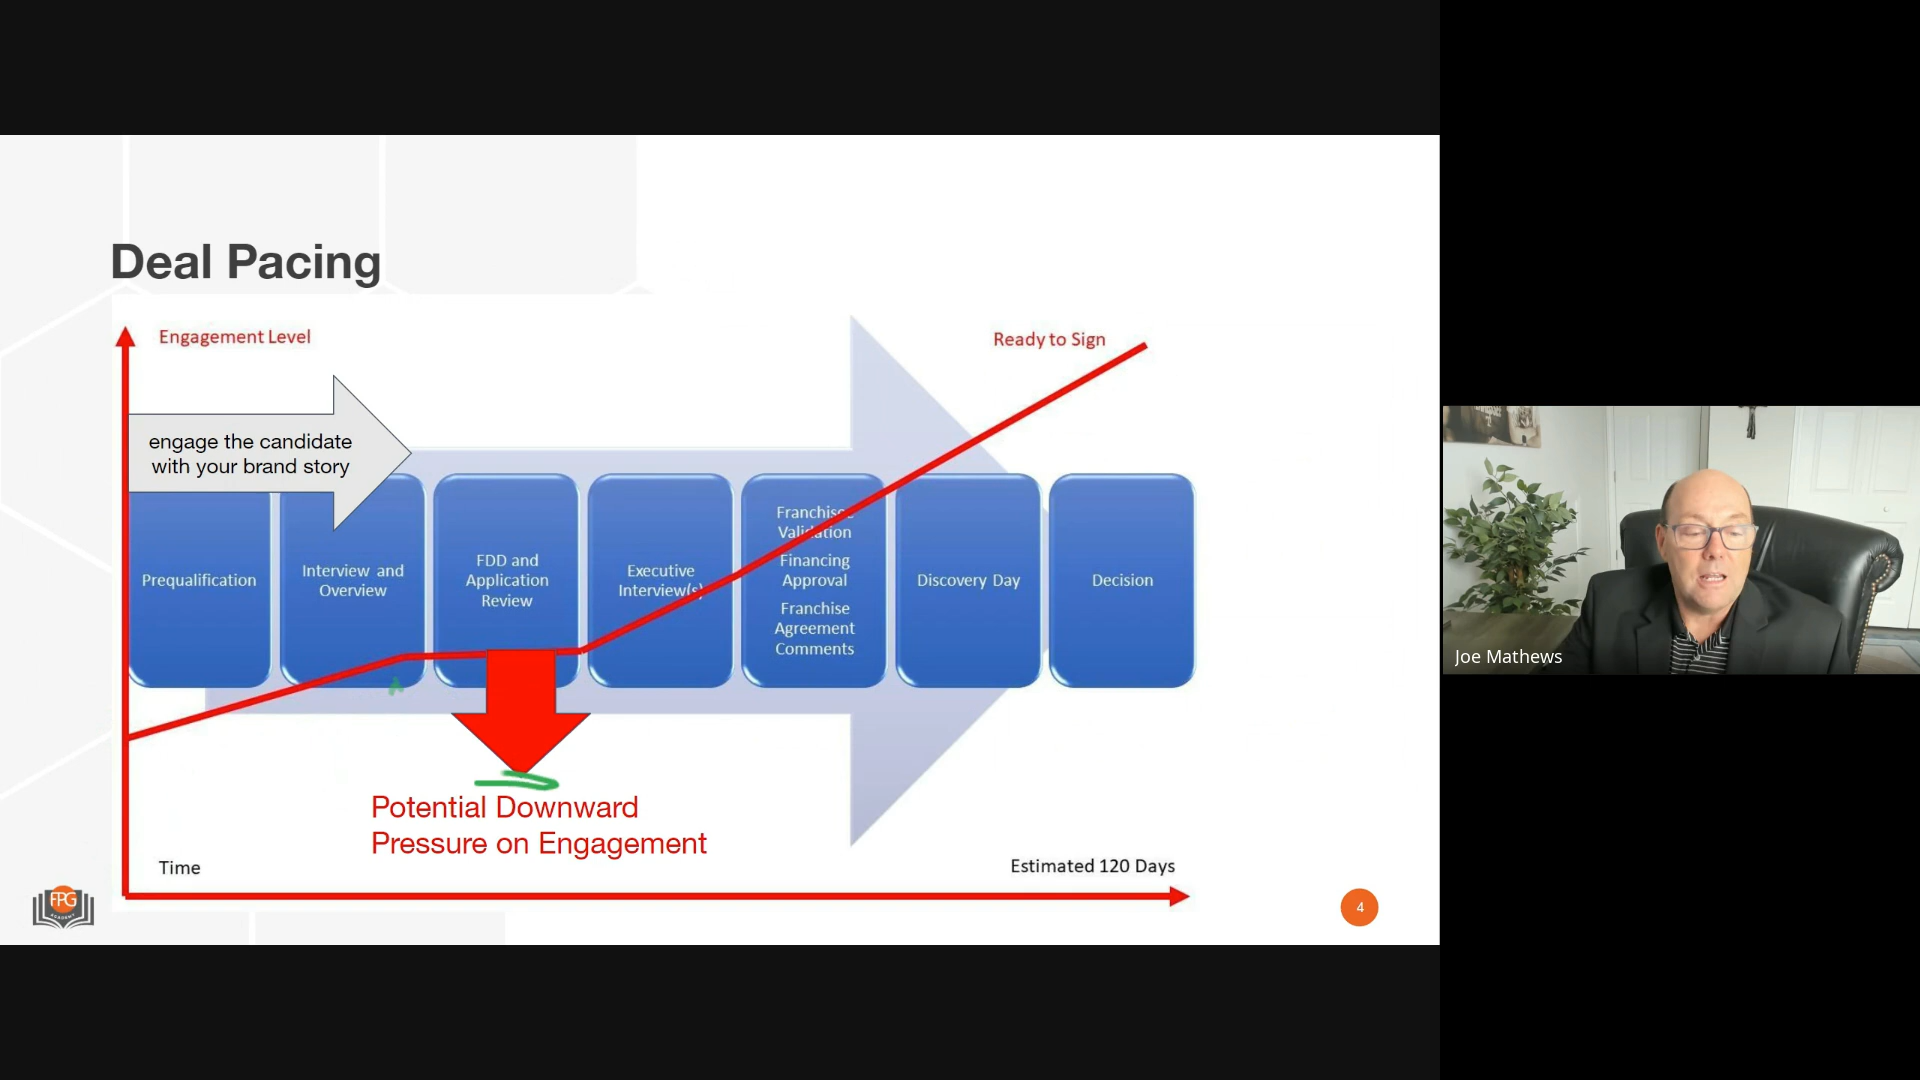 Deal Pacing
Engagement Level
Ready to Sign
engage the candidate
with your brand story
Prequalification
Interview and
Overview
FDD and
Application
Review
Executive
Interview(s)
Franchisee
Validation
Financing
Approval
Franchise
Agreement
Comments
Discovery Day
Decision
Potential Downward
Pressure on Engagement
Time
Estimated 120 Days
FPG
ACADEMY
4
Joe Mathews